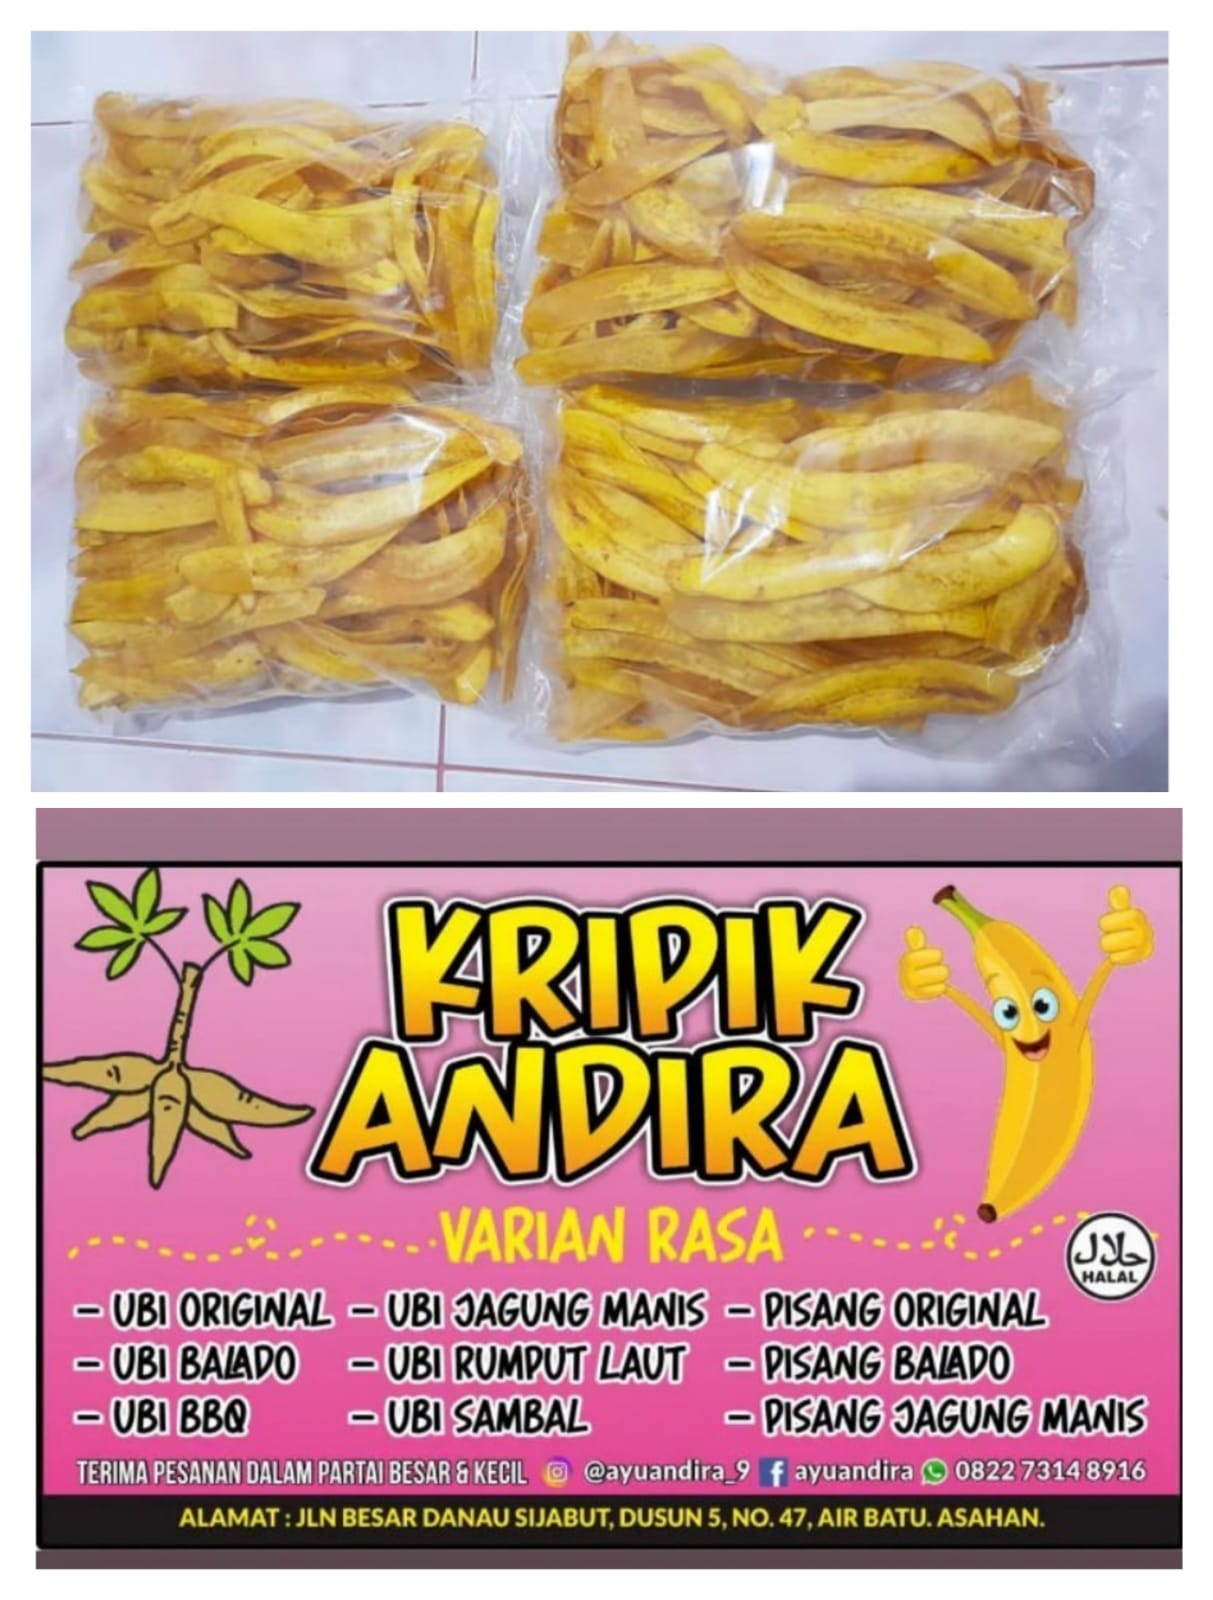 KRIPIK
ANDIRA
VARIAN RASA
حلال
HALAL
– UBI ORIGINAL – UBI JAGUNG MANIS – PISANG ORIGINAL
– UBI BALADO – UBI RUMPUT LAUT – PISANG BALADO
– UBI BBQ – UBI SAMBAL – PISANG JAGUNG MANIS
TERIMA PESANAN DALAM PARTAI BESAR & KECIL @ayuandira_9 ayuandira 0822 7314 8916
ALAMAT : JLN BESAR DANAU SIJABUT, DUSUN 5, NO. 47, AIR BATU. ASAHAN.